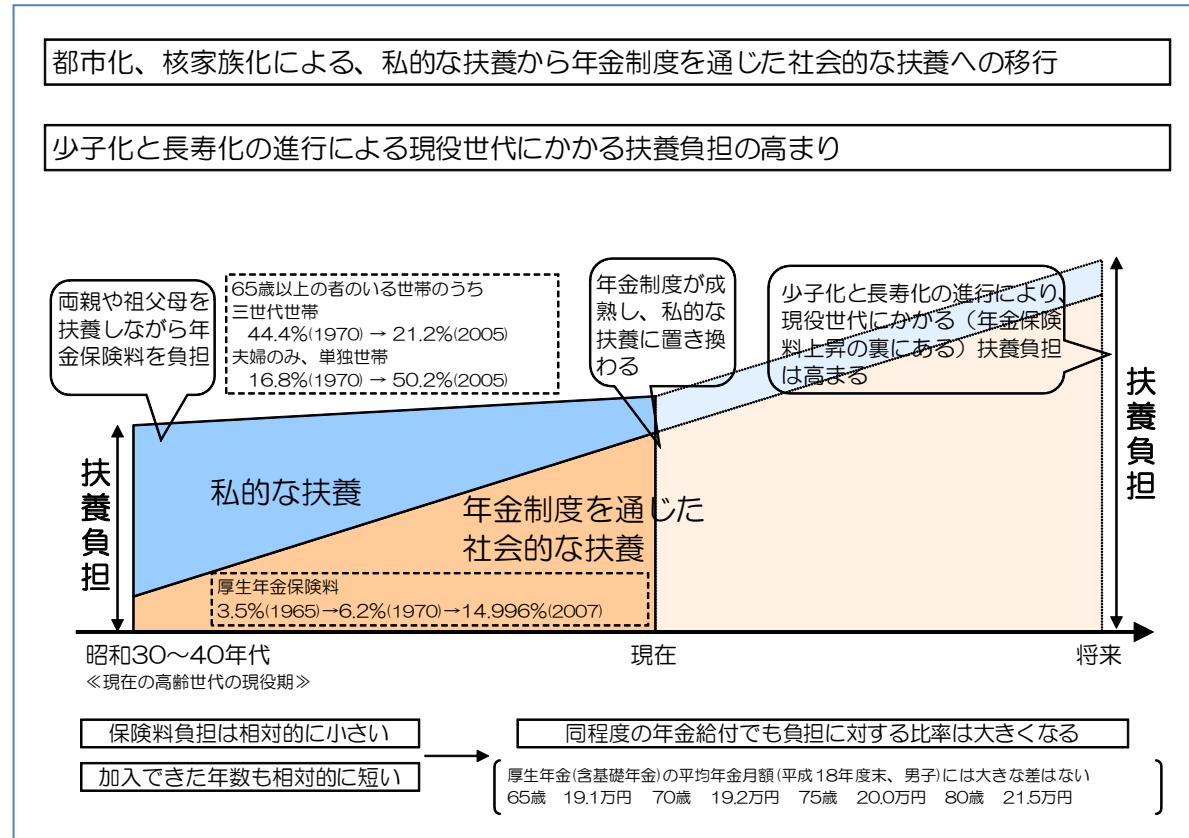 都市化、核家族化による、私的な扶養から年金制度を通じた社会的な扶養への移行
少子化と長寿化の進行による現役世代にかかる扶養負担の高まり
両親や祖父母を
扶養しながら年
金保険料を負担
65歳以上の者のいる世帯のうち
三世代世帯
44.4%(1970) → 21.2%(2005)
夫婦のみ、単独世帯
16.8%(1970) → 50.2%(2005)
年金制度が成
熟し、私的な
扶養に置き換
わる
少子化と長寿化の進行により、
現役世代にかかる（年金保険
料上昇の裏にある）扶養負担
は高まる
扶養負担
扶養負担
私的な扶養
年金制度を通じた
社会的な扶養
厚生年金保険料
3.5%(1965)→6.2%(1970)→14.996%(2007)
昭和30～40年代
≪現在の高齢世代の現役期≫
現在
将来
保険料負担は相対的に小さい
加入できた年数も相対的に短い
同程度の年金給付でも負担に対する比率は大きくなる
厚生年金(含基礎年金)の平均年金月額(平成18年度末、男子)には大きな差はない
65歳 19.1万円 70歳 19.2万円 75歳 20.0万円 80歳 21.5万円